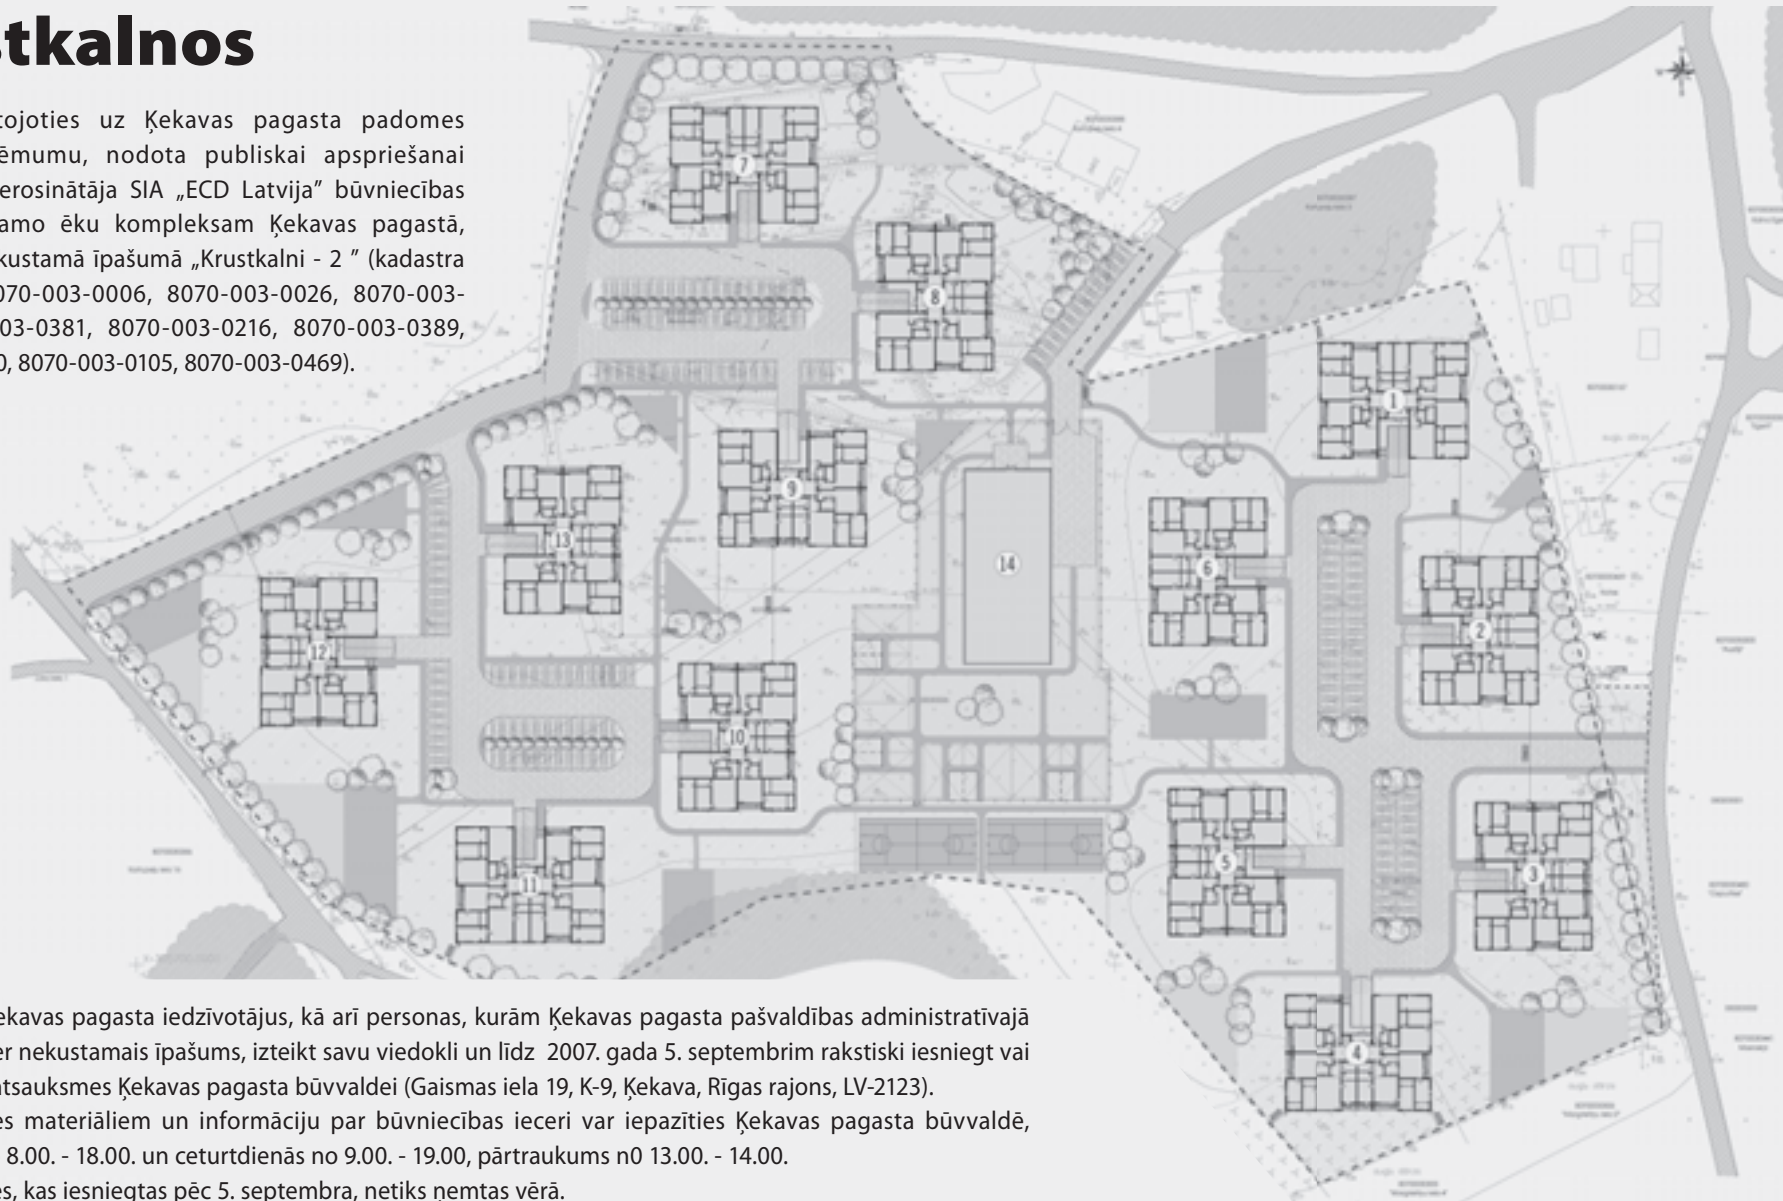 stkalnos
tojoties uz Ķekavas pagasta padomes
ēmumu, nodota publiskai apspriešanai
erosinātāja SIA „ECD Latvija” būvniecības
amo ēku kompleksam Ķekavas pagastā,
kustamā īpašumā „Krustkalni - 2 ” (kadastra
070-003-0006, 8070-003-0026, 8070-003-
03-0381, 8070-003-0216, 8070-003-0389,
0, 8070-003-0105, 8070-003-0469).
7
8
1
9
13
14
6
2
12
10
5
3
11
4
ekavas pagasta iedzīvotājus, kā arī personas, kurām Ķekavas pagasta pašvaldības administratīvajā
er nekustamais īpašums, izteikt savu viedokli un līdz 2007. gada 5. septembrim rakstiski iesniegt vai
atsauksmes Ķekavas pagasta būvvaldei (Gaismas iela 19, K-9, Ķekava, Rīgas rajons, LV-2123).
es materiāliem un informāciju par būvniecības ieceri var iepazīties Ķekavas pagasta būvvaldē,
8.00. - 18.00. un ceturtdienās no 9.00. - 19.00, pārtraukums n0 13.00. - 14.00.
es, kas iesniegtas pēc 5. septembra, netiks ņemtas vērā.